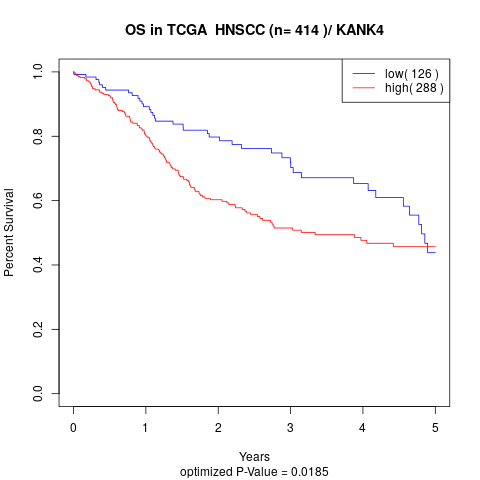 OS in TCGA  HNSCC (n= 414 )/ KANK4
low( 126 )
high( 288 )
Percent Survival
1.0
0.8
0.6
0.4
0.2
0.0
0 1 2 3 4 5
Years
optimized P-Value = 0.0185